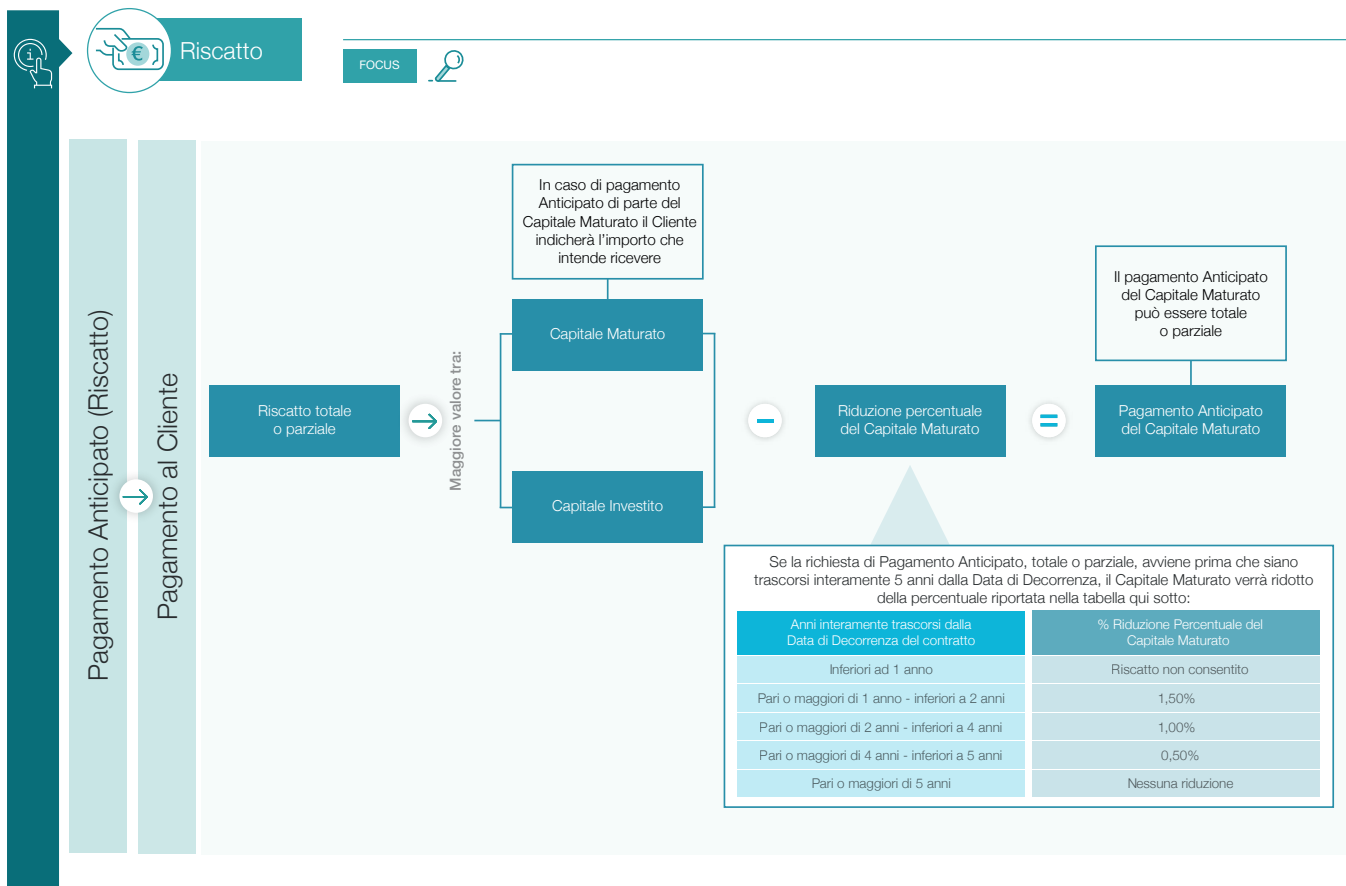 Riscatto
FOCUS
Pagamento Anticipato (Riscatto)
Pagamento al Cliente
Riscatto totale
o parziale
Maggiore valore tra:
In caso di pagamento
Anticipato di parte del
Capitale Maturato il Cliente
indicherà l'importo che
intende ricevere
Capitale Maturato
Capitale Investito
Riduzione percentuale
del Capitale Maturato
Il pagamento Anticipato
del Capitale Maturato
può essere totale
o parziale
Pagamento Anticipato
del Capitale Maturato
Se la richiesta di Pagamento Anticipato, totale o parziale, avviene prima che siano
trascorsi interamente 5 anni dalla Data di Decorrenza, il Capitale Maturato verrà ridotto
della percentuale riportata nella tabella qui sotto:
Anni interamente trascorsi dalla
Data di Decorrenza del contratto
% Riduzione Percentuale del
Capitale Maturato
Inferiori ad 1 anno
Riscatto non consentito
Pari o maggiori di 1 anno - inferiori a 2 anni
1,50%
Pari o maggiori di 2 anni - inferiori a 4 anni
1,00%
Pari o maggiori di 4 anni - inferiori a 5 anni
0,50%
Pari o maggiori di 5 anni
Nessuna riduzione